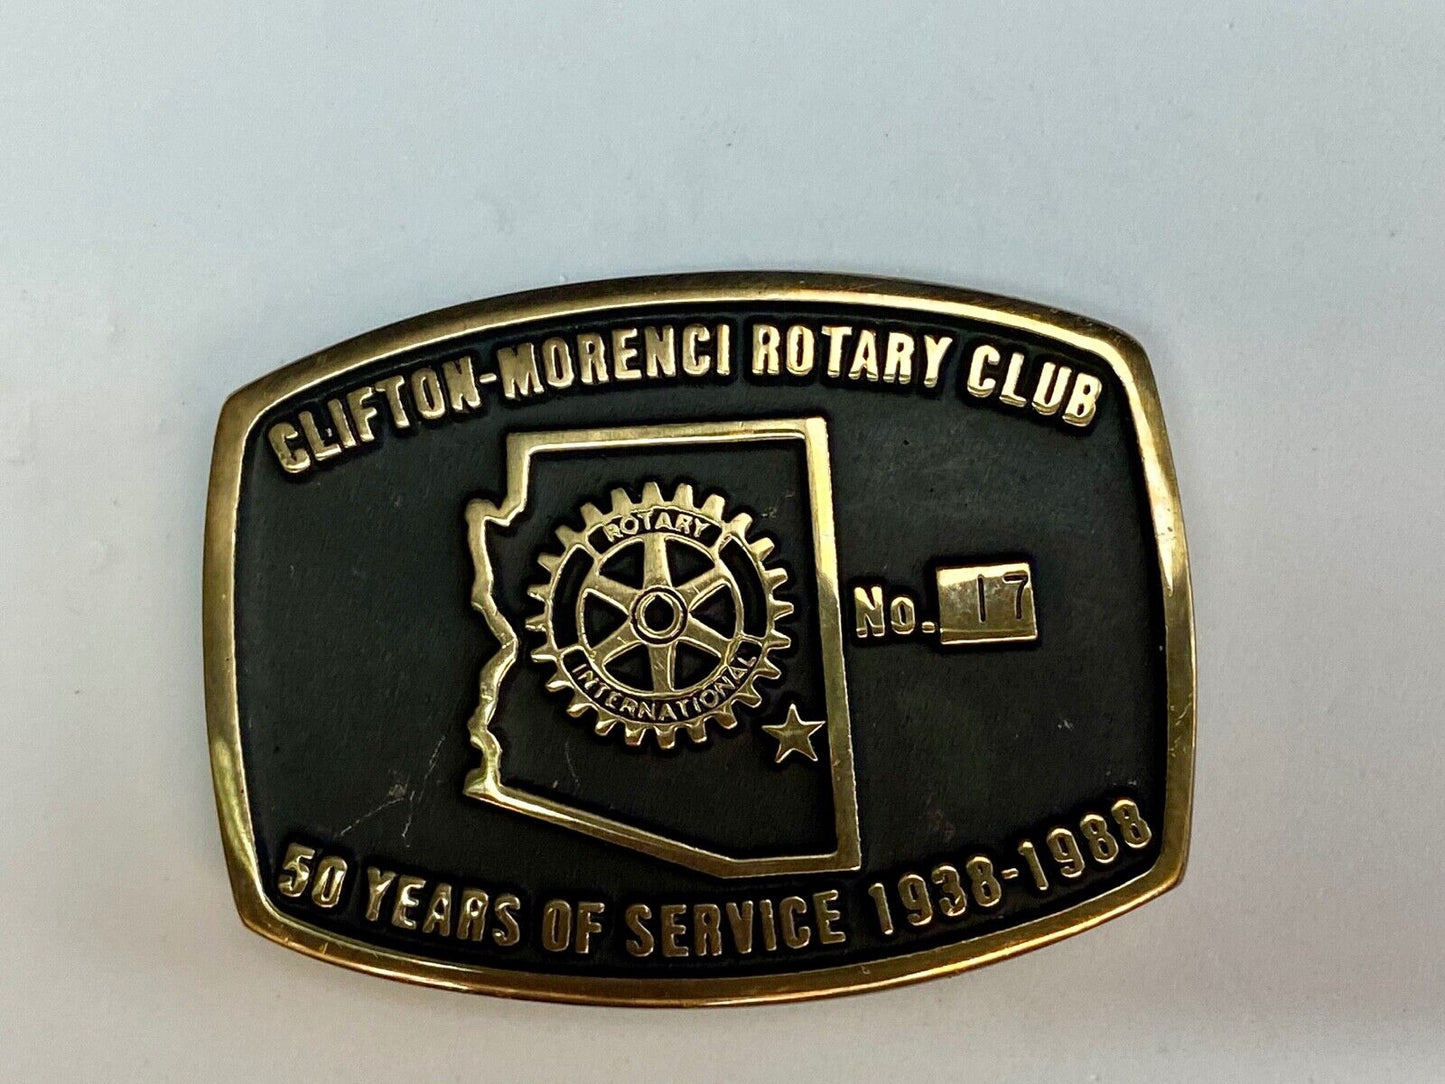 CLIFTON-MORENCI ROTARY CLUB
ROTARY
INTERNATIONAL
No. 17
50 YEARS OF SERVICE 1938-1988